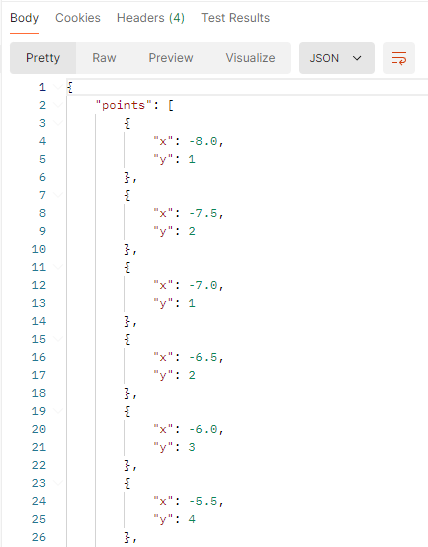 Body Cookies Headers (4) Test Results
Pretty Raw Preview Visualize JSON
1 {
2 "points": [
3 {
4 "x": -8.0,
5 "y": 1
6 },
7 {
8 "x": -7.5,
9 "y": 2
10 },
11 {
12 "x": -7.0,
13 "y": 1
14 },
15 {
16 "x": -6.5,
17 "y": 2
18 },
19 {
20 "x": -6.0,
21 "y": 3
22 },
23 {
24 "x": -5.5,
25 "y": 4
26 },